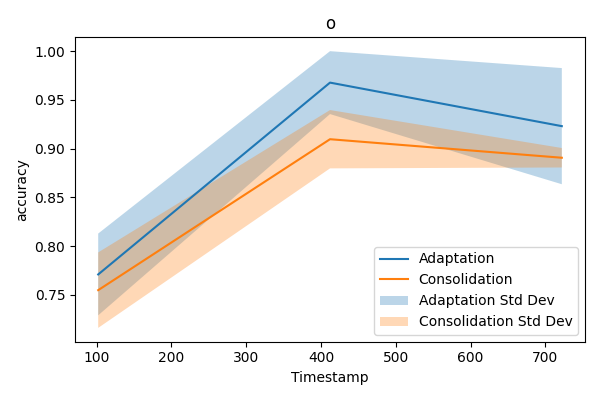 o
1.00
0.95
0.90
0.85
0.80
0.75
accuracy
100 200 300 400 500 600 700
Timestamp
Adaptation
Consolidation
Adaptation Std Dev
Consolidation Std Dev